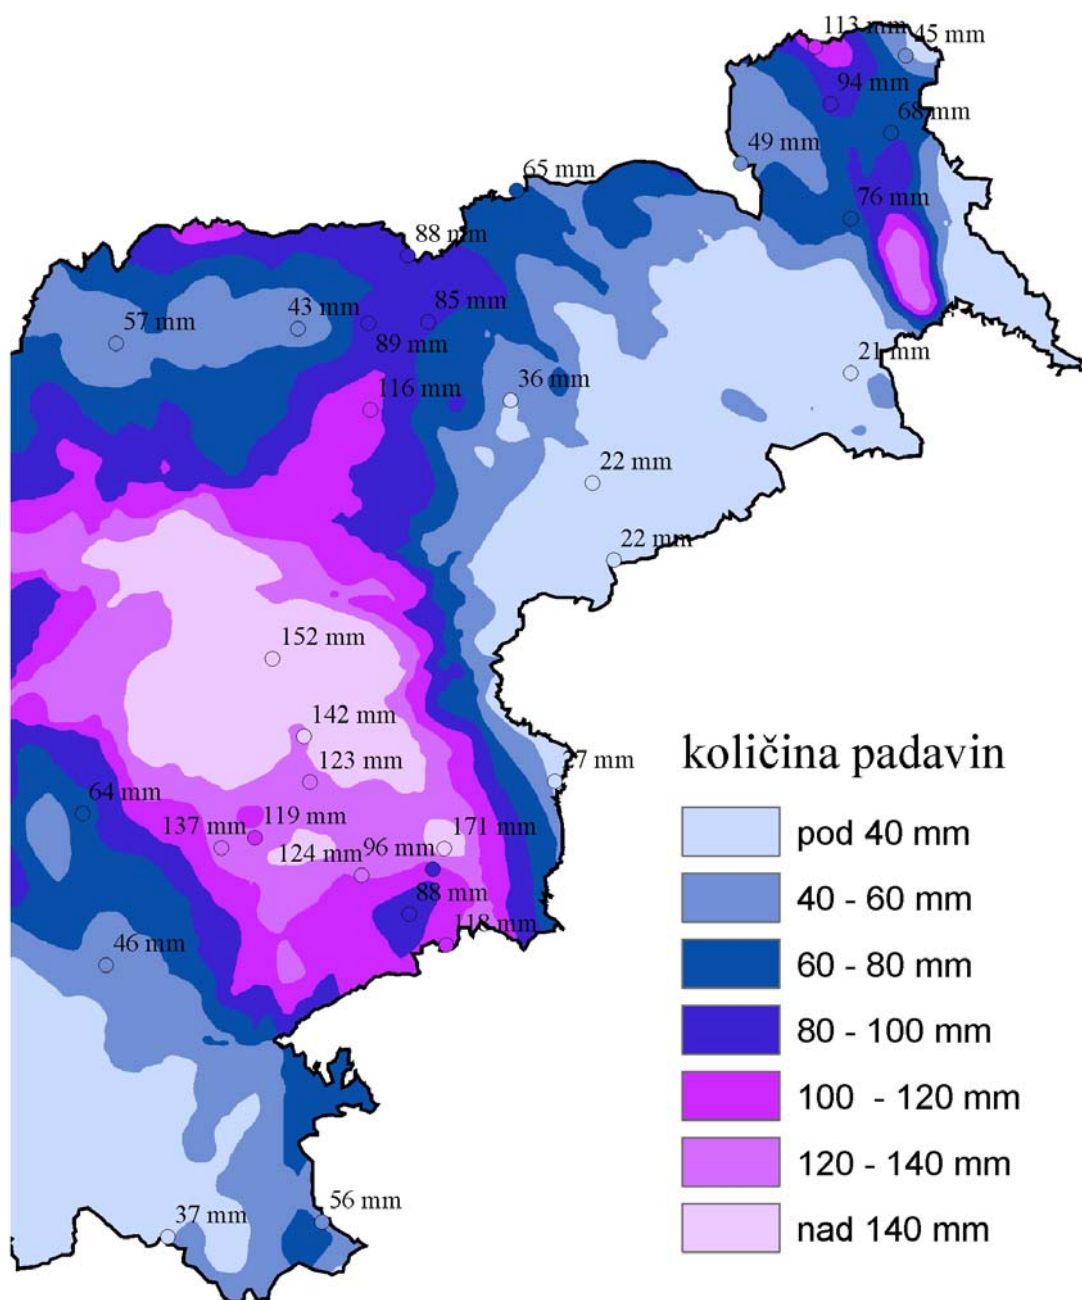 113 mm
45 mm
94 mm
68 mm
49 mm
65 mm
76 mm
88 mm
85 mm
43 mm
57 mm
89 mm
21 mm
116 mm
36 mm
22 mm
22 mm
152 mm
142 mm
123 mm
mm
64 mm
119 mm
137 mm
171 mm
96 mm
124 mm
88 mm
118 mm
46 mm
37 mm
56 mm
količina padavin
pod 40 mm
40 - 60 mm
60 - 80 mm
80 - 100 mm
100 - 120 mm
120 - 140 mm
nad 140 mm